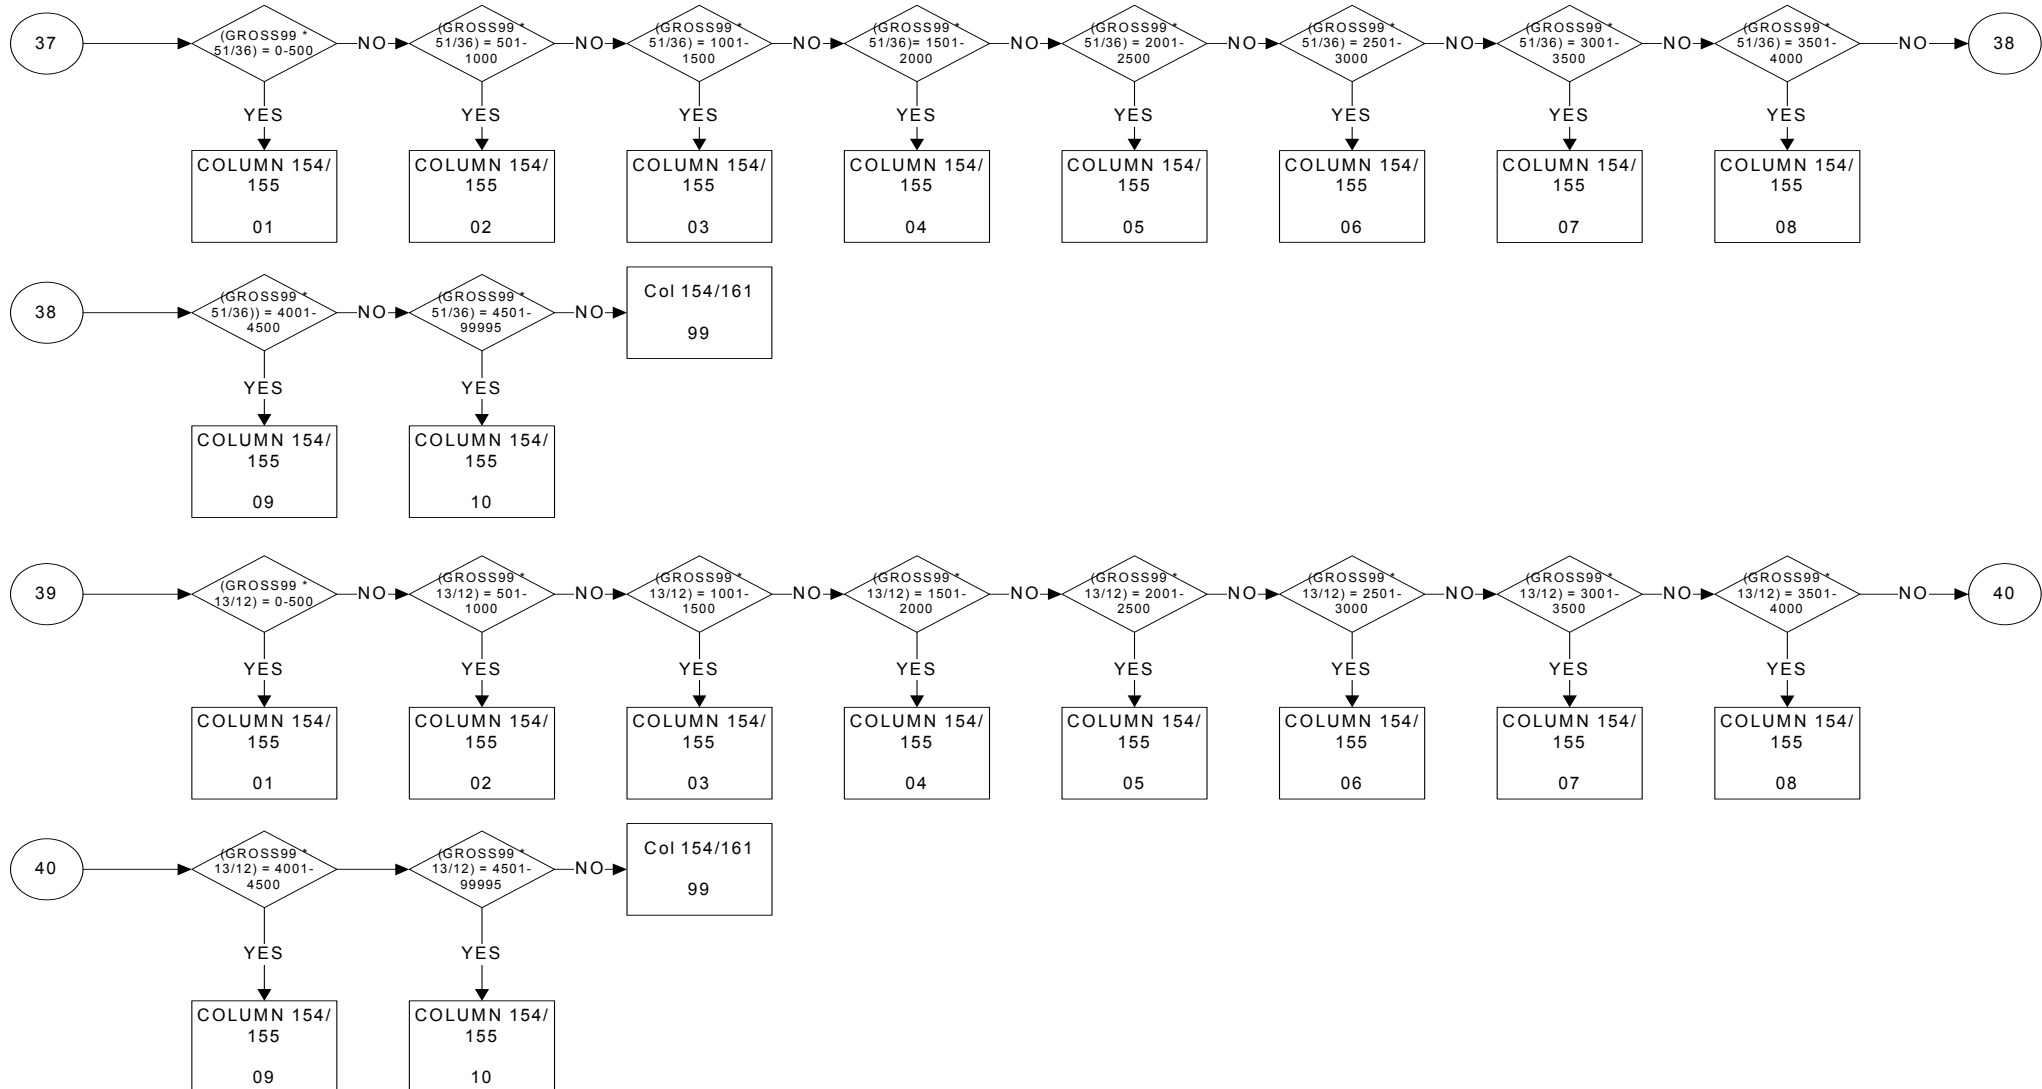 37
(GROSS99 *
51/36) = 0-500
NO
(GROSS99 *
51/36) = 501-
1000
NO
(GROSS99 *
51/36) = 1001-
1500
NO
(GROSS99 *
51/36)= 1501-
2000
NO
(GROSS99 *
51/36) = 2001-
2500
NO
(GROSS99 *
51/36) = 2501-
3000
NO
(GROSS99 *
51/36) = 3001-
3500
NO
(GROSS99 *
51/36) = 3501-
4000
NO
38
YES
YES
YES
YES
YES
YES
YES
YES
COLUMN 154/
155
01
COLUMN 154/
155
02
COLUMN 154/
155
03
COLUMN 154/
155
04
COLUMN 154/
155
05
COLUMN 154/
155
06
COLUMN 154/
155
07
COLUMN 154/
155
08
38
(GROSS99 *
51/36)) = 4001-
4500
NO
(GROSS99 *
51/36) = 4501-
99995
NO
Col 154/161
99
YES
YES
COLUMN 154/
155
09
COLUMN 154/
155
10
39
(GROSS99 *
13/12) = 0-500
NO
(GROSS99 *
13/12) = 501-
1000
NO
(GROSS99 *
13/12) = 1001-
1500
NO
(GROSS99 *
13/12) = 1501-
2000
NO
(GROSS99 *
13/12) = 2001-
2500
NO
(GROSS99 *
13/12) = 2501-
3000
NO
(GROSS99 *
13/12) = 3001-
3500
NO
(GROSS99 *
13/12) = 3501-
4000
NO
40
YES
YES
YES
YES
YES
YES
YES
YES
COLUMN 154/
155
01
COLUMN 154/
155
02
COLUMN 154/
155
03
COLUMN 154/
155
04
COLUMN 154/
155
05
COLUMN 154/
155
06
COLUMN 154/
155
07
COLUMN 154/
155
08
40
(GROSS99 *
13/12) = 4001-
4500
(GROSS99 *
13/12) = 4501-
99995
NO
Col 154/161
99
YES
YES
COLUMN 154/
155
09
COLUMN 154/
155
10